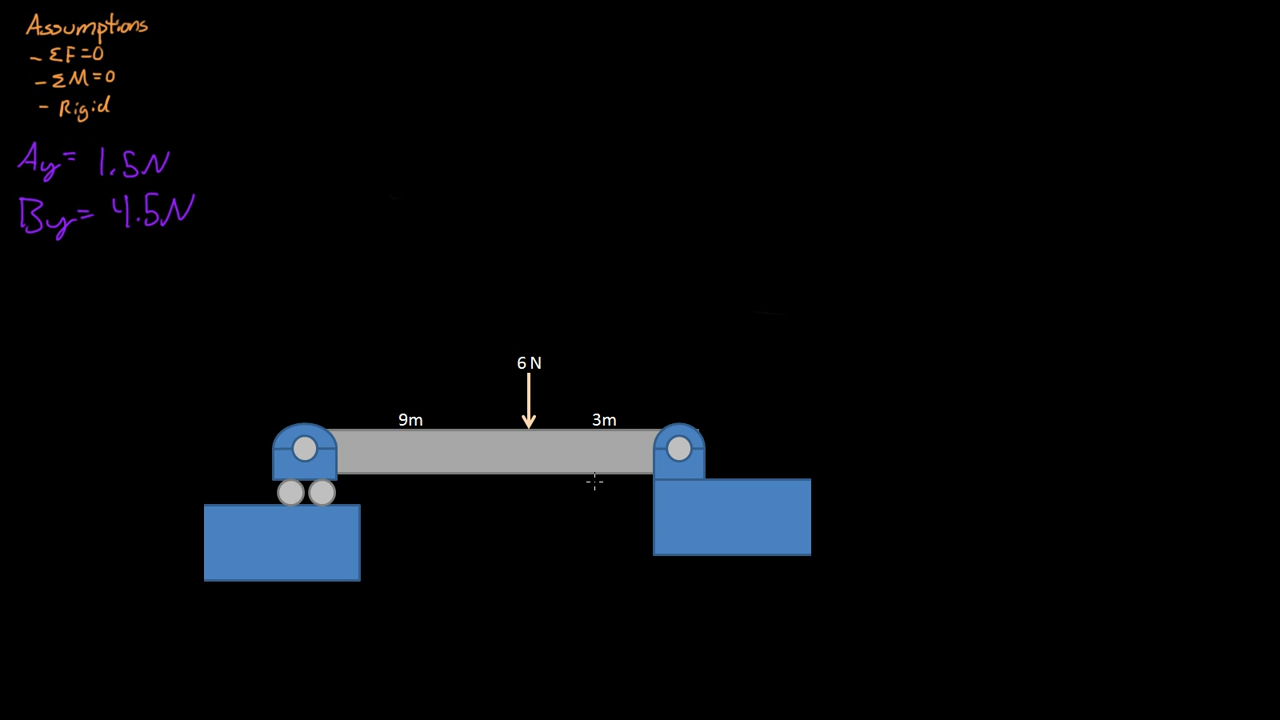 Assumptions
- ΣF=0
- ΣM=0
- Rigid
Ay= 1.5N
By= 4.5N
6 N
9m
3m